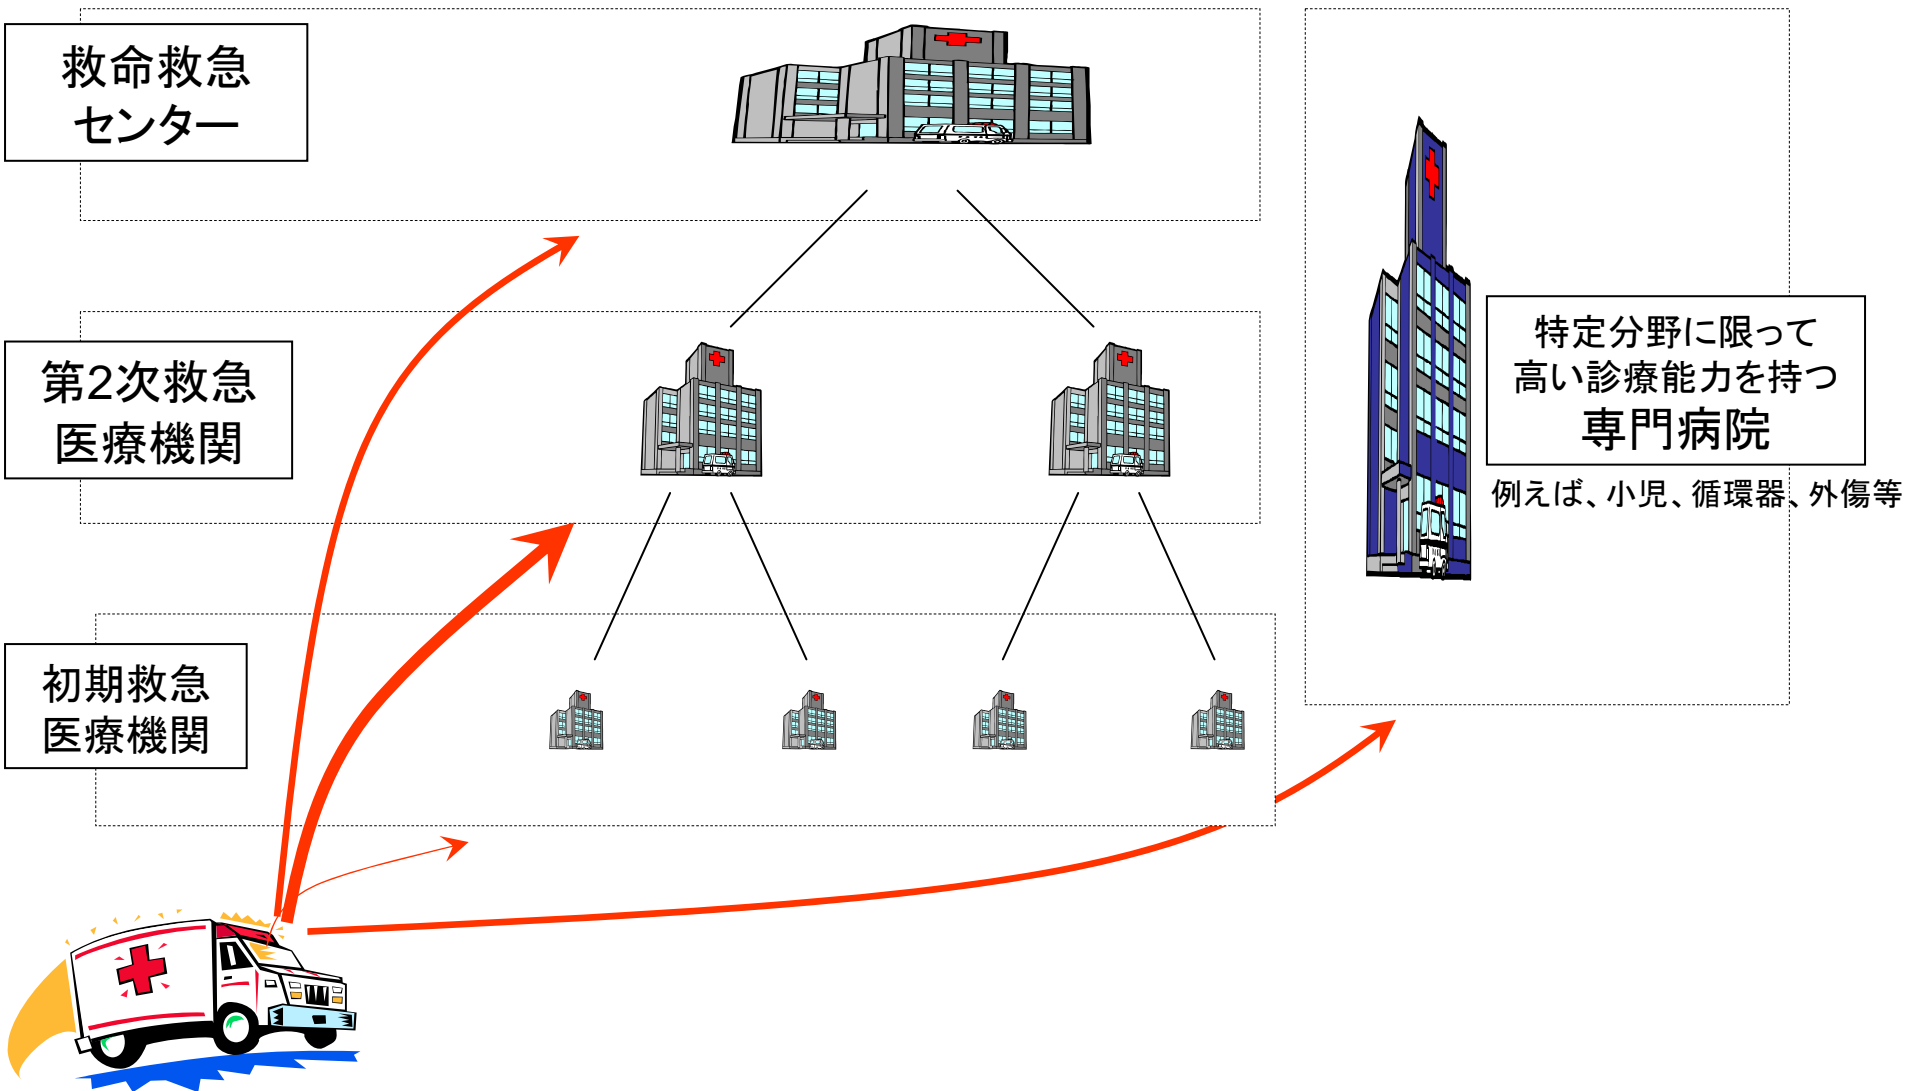 救命救急
センター
第2次救急
医療機関
初期救急
医療機関
特定分野に限って
高い診療能力を持つ
専門病院
例えば、小児、循環器、外傷等